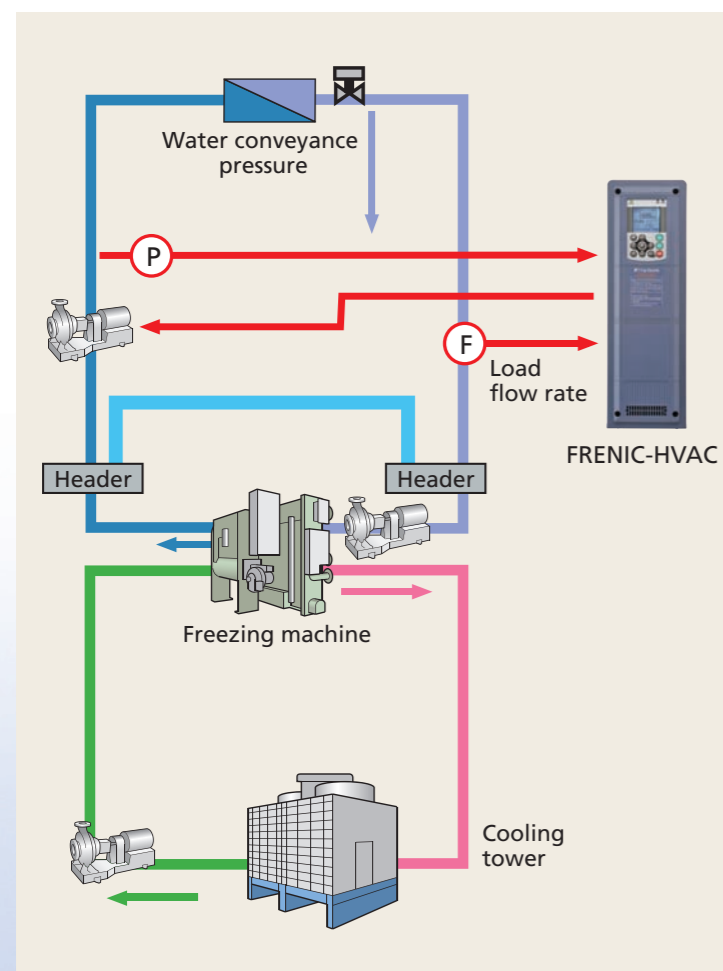 Water conveyance
pressure
P
F
Load
flow rate
FRENIC-HVAC
Header
Header
Freezing machine
Cooling
tower